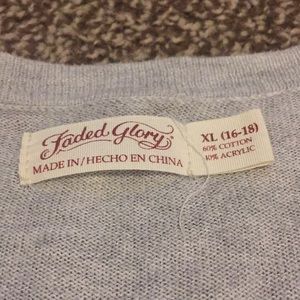 Faded Glory
MADE IN/HECHO EN CHINA
XL (16-18)
60% COTTON
40% ACRYLIC